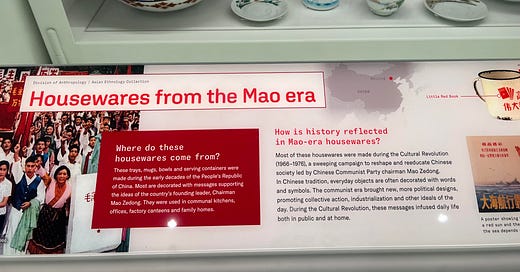 Division of Anthropology / Asian Ethnology Collection
Housewares from the Mao era
Where do these
housewares come from?
These trays, mugs, bowls and serving containers were
made during the early decades of the People's Republic
of China. Most are decorated with messages supporting
the ideas of the country's founding leader, Chairman
Mao Zedong. They were used in communal kitchens,
offices, factory canteens and family homes.
How is history reflected
in Mao-era housewares?
Most of these housewares were made during the Cultural Revolution
(1966–1976), a sweeping campaign to reshape and reeducate Chinese
society led by Chinese Communist Party chairman Mao Zedong.
In Chinese tradition, everyday objects are often decorated with words
and symbols. The communist era brought new, more political designs,
promoting collective action, industrialization and other ideals of the
day. During the Cultural Revolution, these messages infused daily life
both in public and at home.
CHINA
Little Red Book
A poster showing
a red sun and the
the sea depends